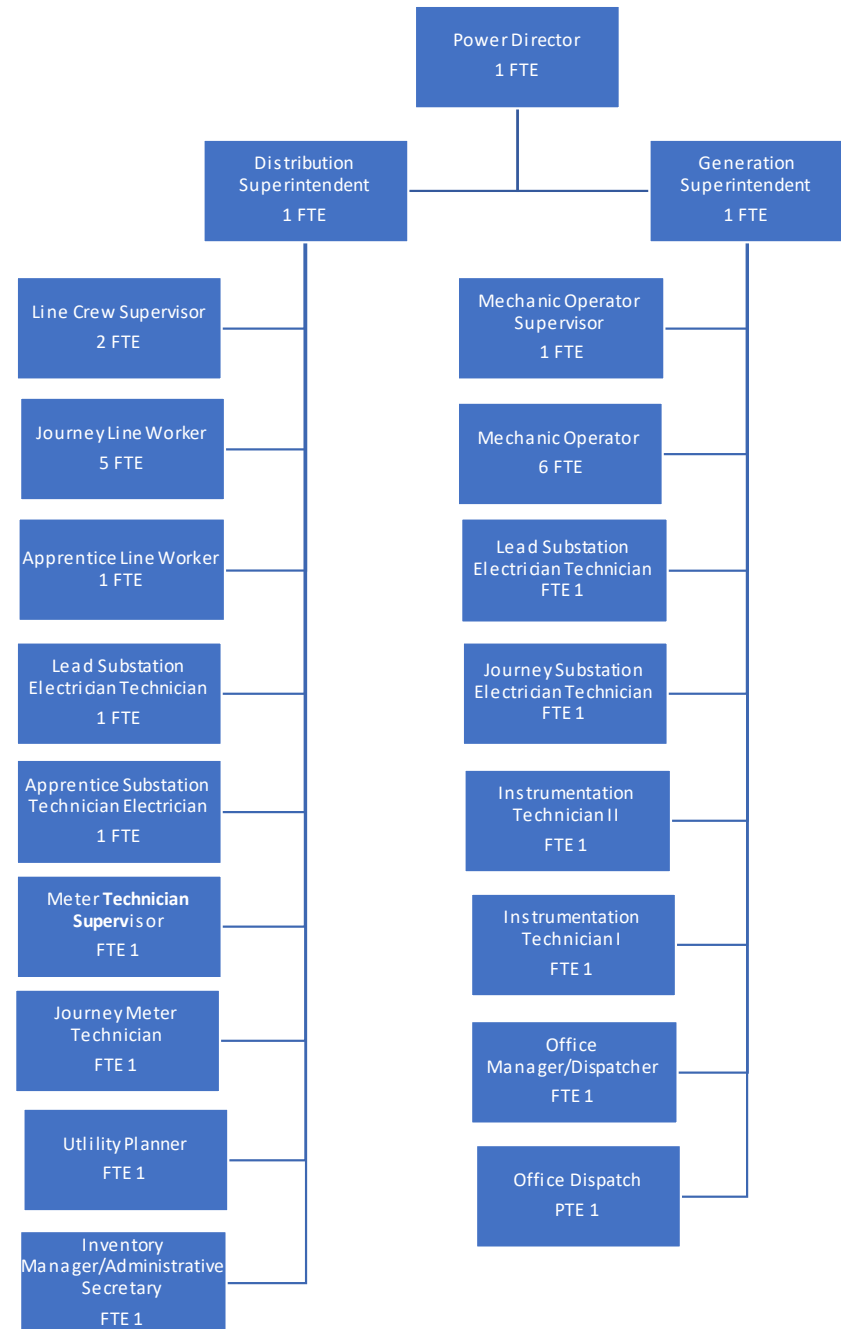 Power Director
1 FTE
Distribution
Superintendent
1 FTE
Generation
Superintendent
1 FTE
Line Crew Supervisor
2 FTE
Journey Line Worker
5 FTE
Apprentice Line Worker
1 FTE
Lead Substation
Electrician Technician
1 FTE
Apprentice Substation
Technician Electrician
1 FTE
Meter Technician
Supervisor
FTE 1
Journey Meter
Technician
FTE 1
Utlility Planner
FTE 1
Inventory
Manager/Administrative
Secretary
FTE 1
Mechanic Operator
Supervisor
1 FTE
Mechanic Operator
6 FTE
Lead Substation
Electrician Technician
FTE 1
Journey Substation
Electrician Technician
FTE 1
Instrumentation
Technician II
FTE 1
Instrumentation
Technician I
FTE 1
Office
Manager/Dispatcher
FTE 1
Office Dispatch
PTE 1